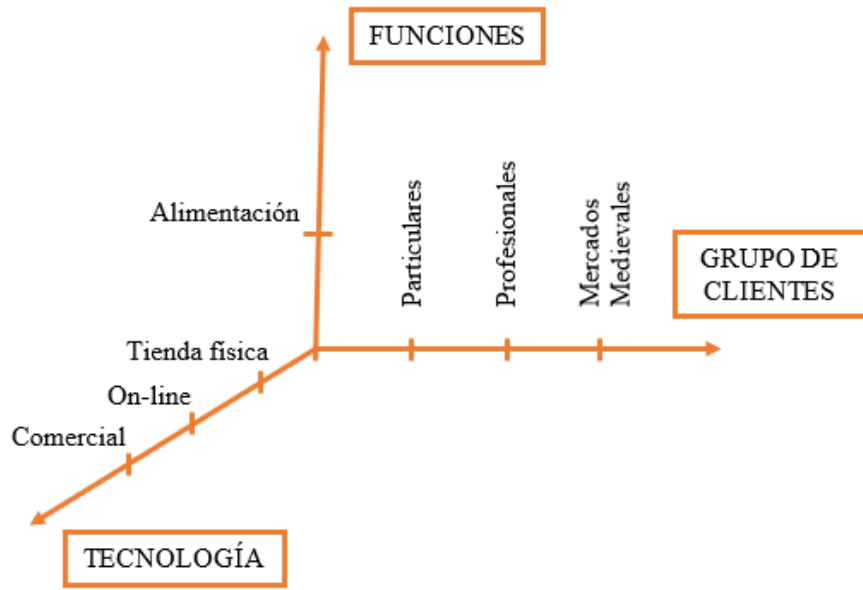 FUNCIONES
Alimentación
Particulares
Profesionales
Mercados
Medievales
GRUPO DE
CLIENTES
Tienda física
On-line
Comercial
TECNOLOGÍA